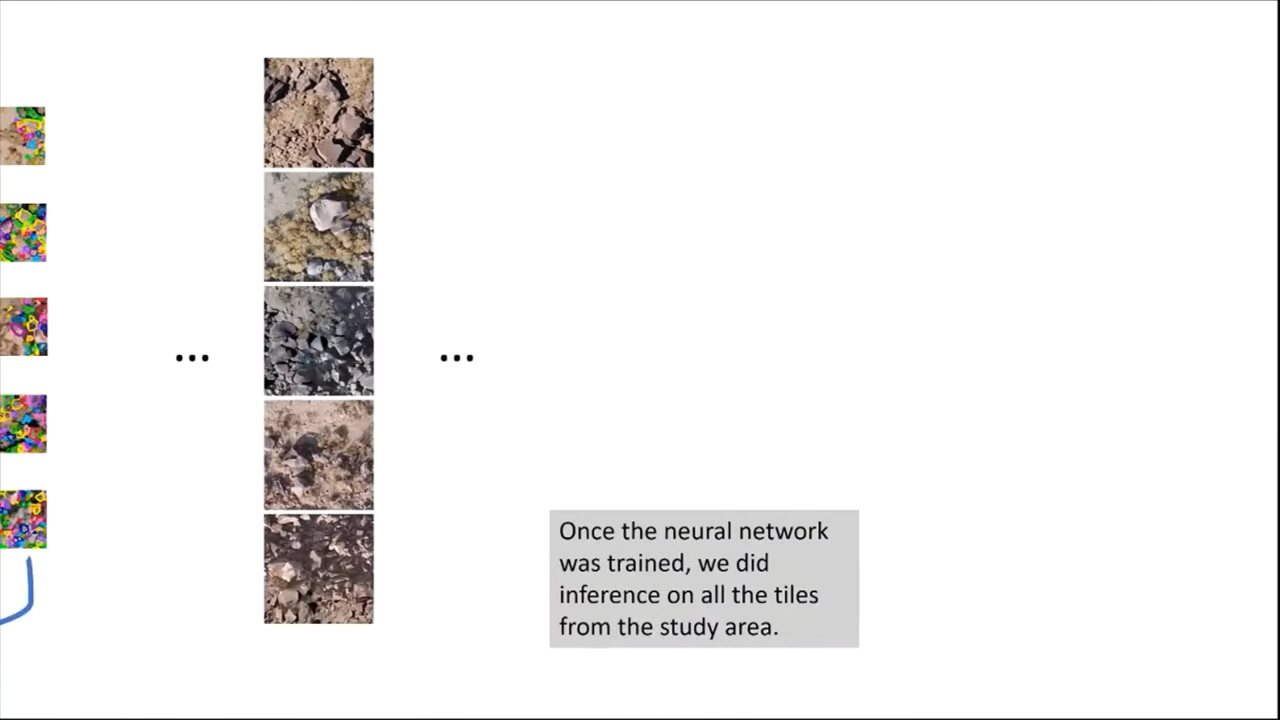 ... ...
Once the neural network
was trained, we did
inference on all the tiles
from the study area.